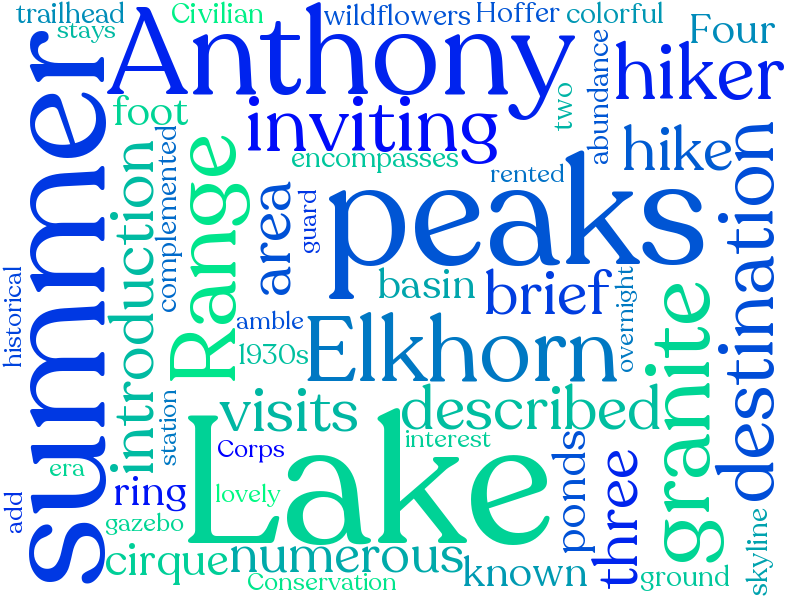 trailhead
Civilian
wildflowers
Hoffer
colorful
stays
Anthony
Four
hiker
foot
inviting
two
abundance
summer
introduction
complemented
Range
encompasses
hike
rented
area
guard
peaks
destination
basin
brief
overnight
historical
amble
Elkhorn
1930s
granite
visits
described
station
Corps
interest
Lake
era
ring
lovely
ponds
three
add
gazebo
cirque
numerous
known
skyline
Conservation
ground